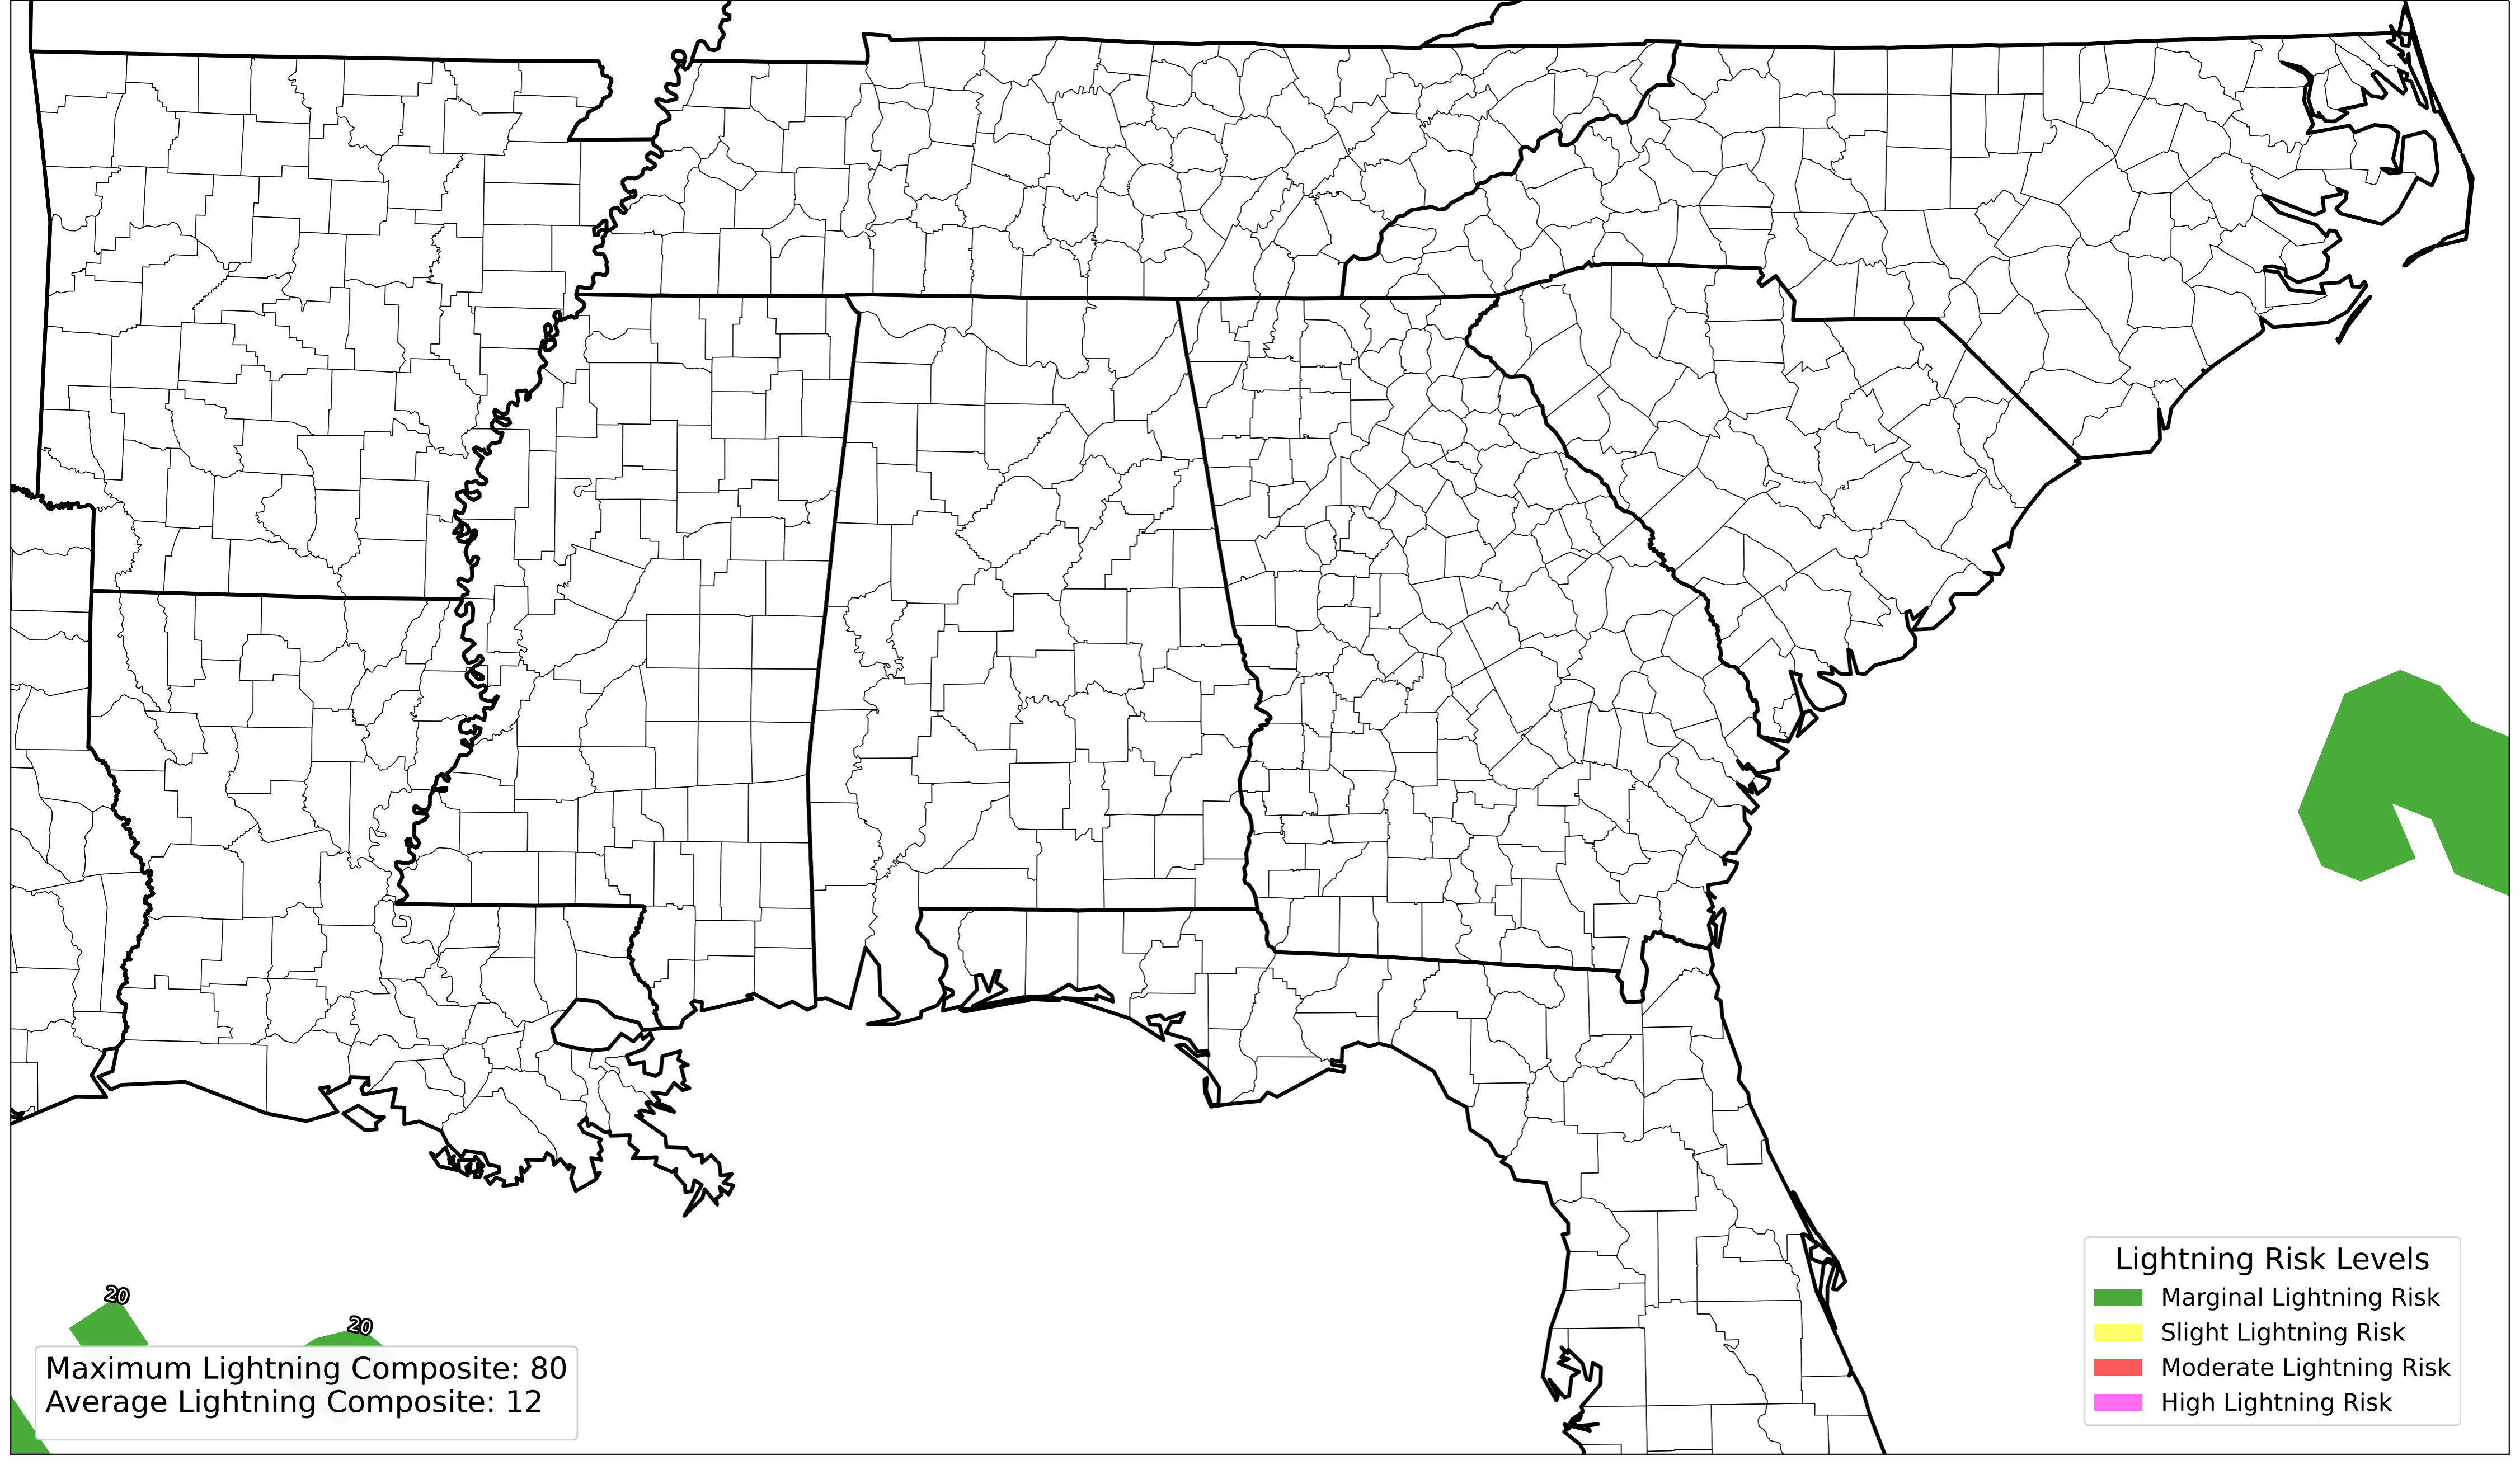 20
20
Maximum Lightning Composite: 80
Average Lightning Composite: 12
Lightning Risk Levels
Marginal Lightning Risk
Slight Lightning Risk
Moderate Lightning Risk
High Lightning Risk